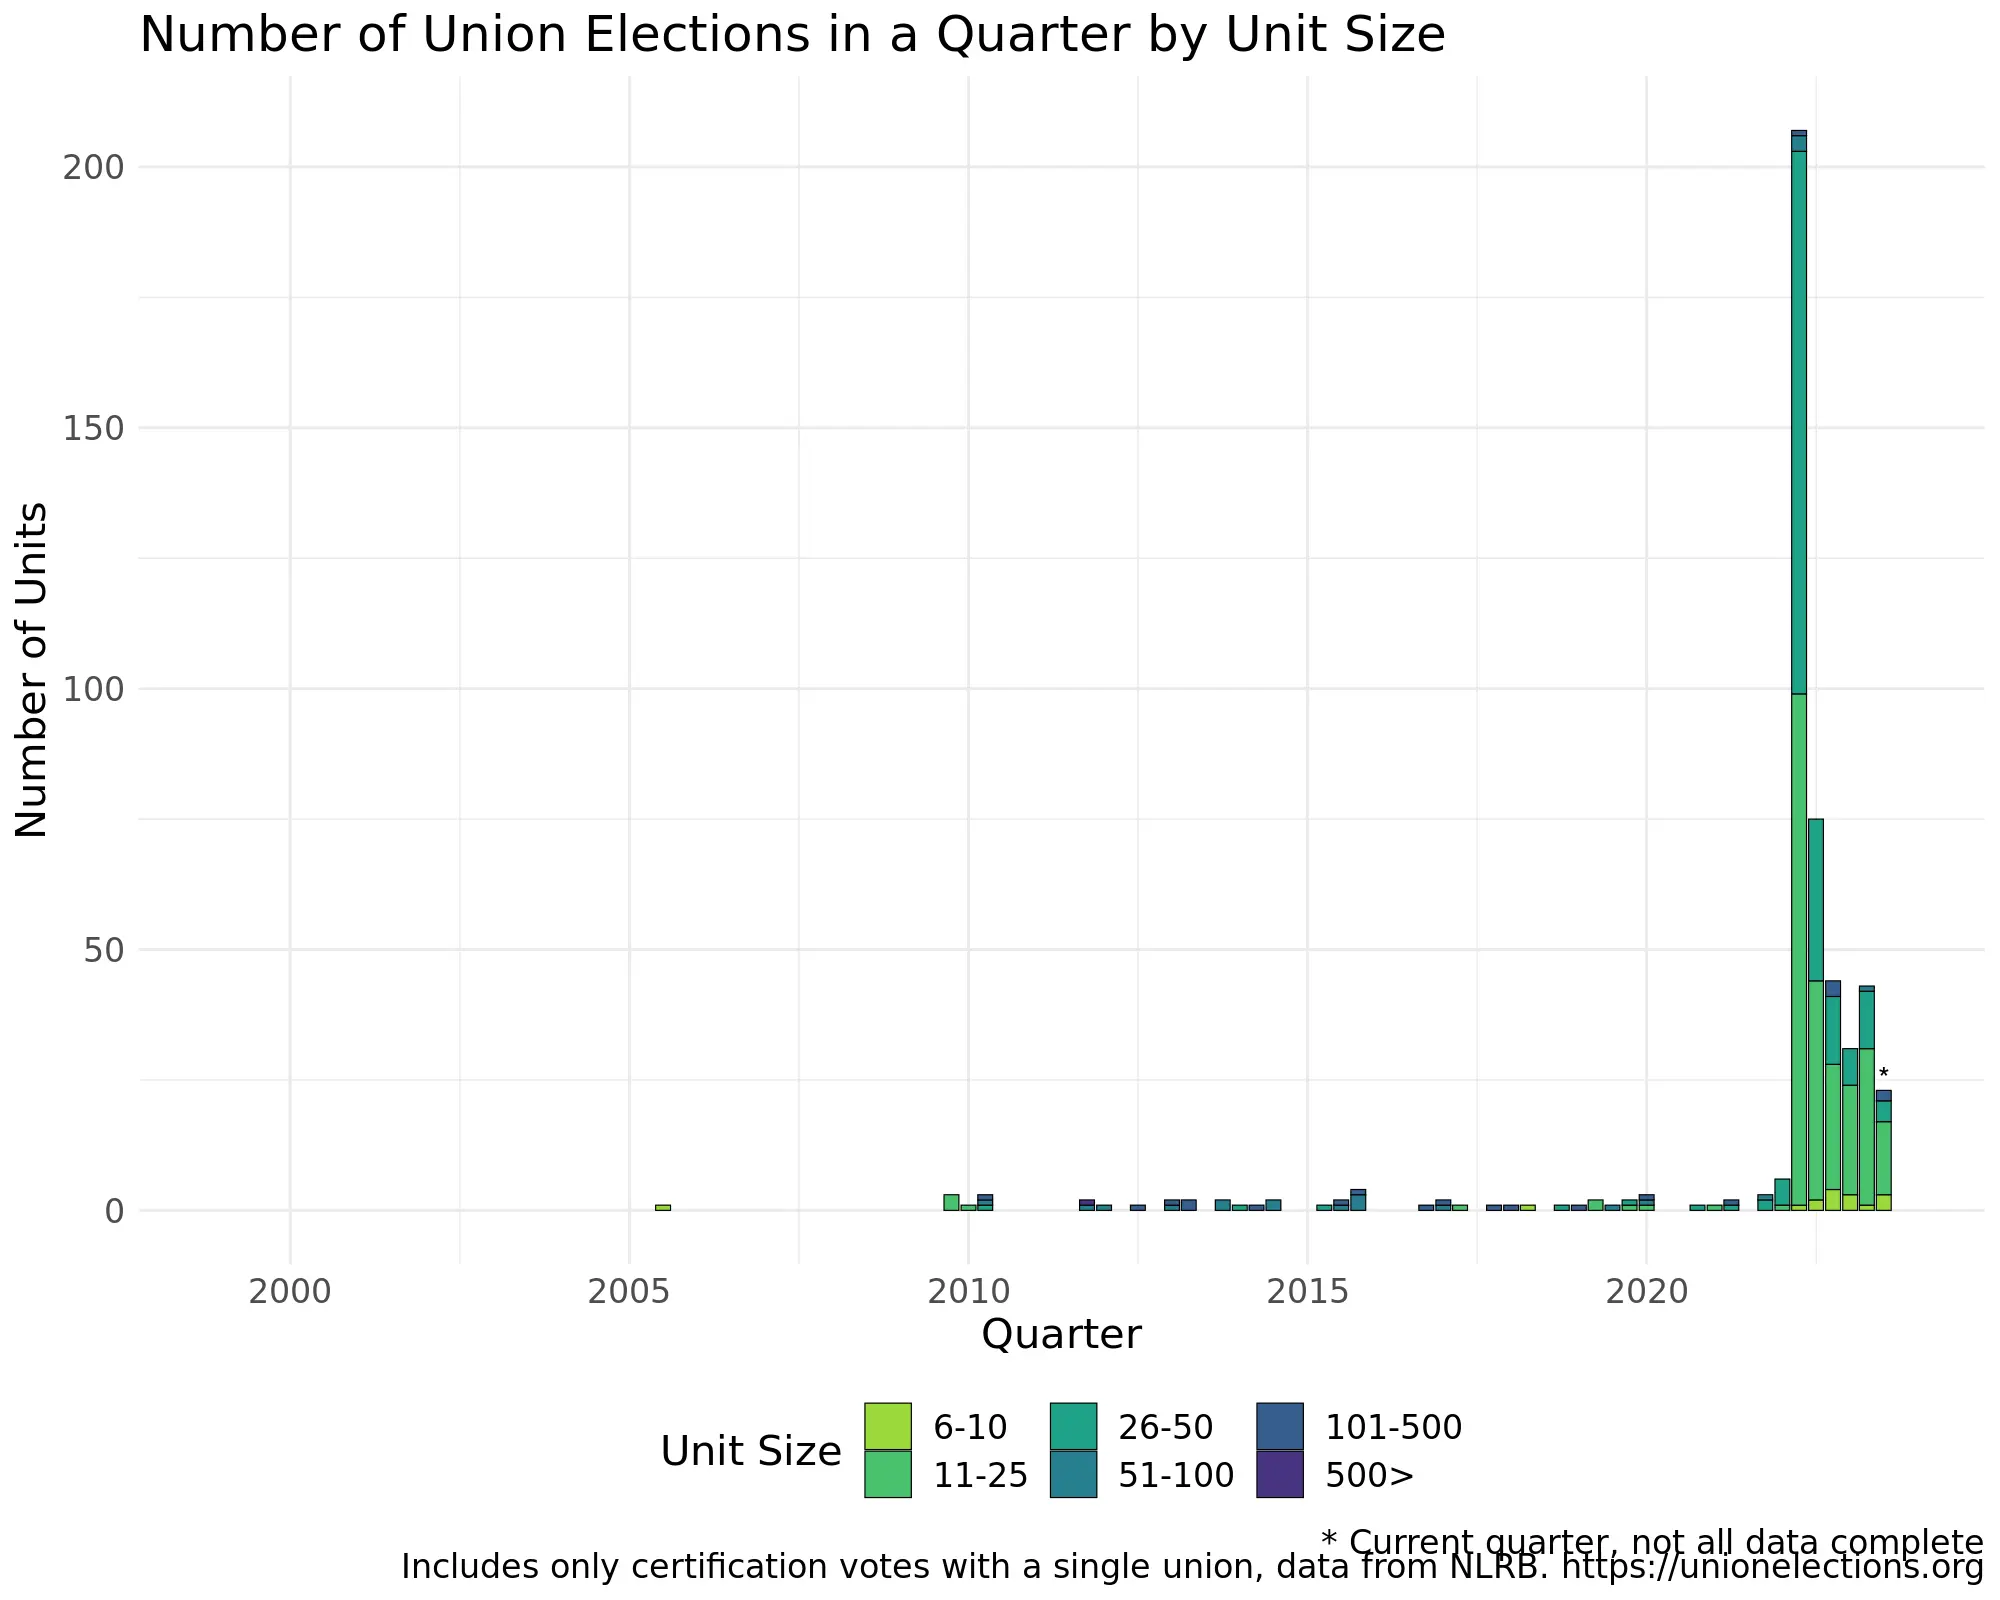 Number of Union Elections in a Quarter by Unit Size
Number of Units
200
150
100
50
0
*
2000 2005 2010 2015 2020
Quarter
Unit Size
6-10 26-50 101-500
11-25 51-100 500>
* Current quarter, not all data complete
Includes only certification votes with a single union, data from NLRB. https://unionelections.org